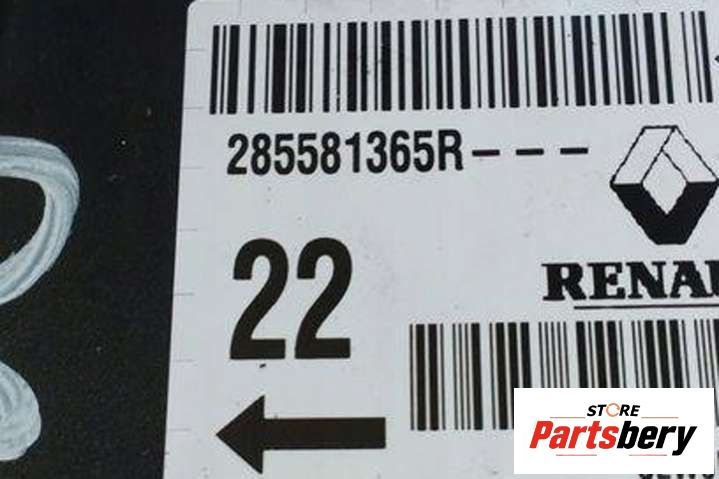 285581365R---
22
RENAU
STORE
Partsbery